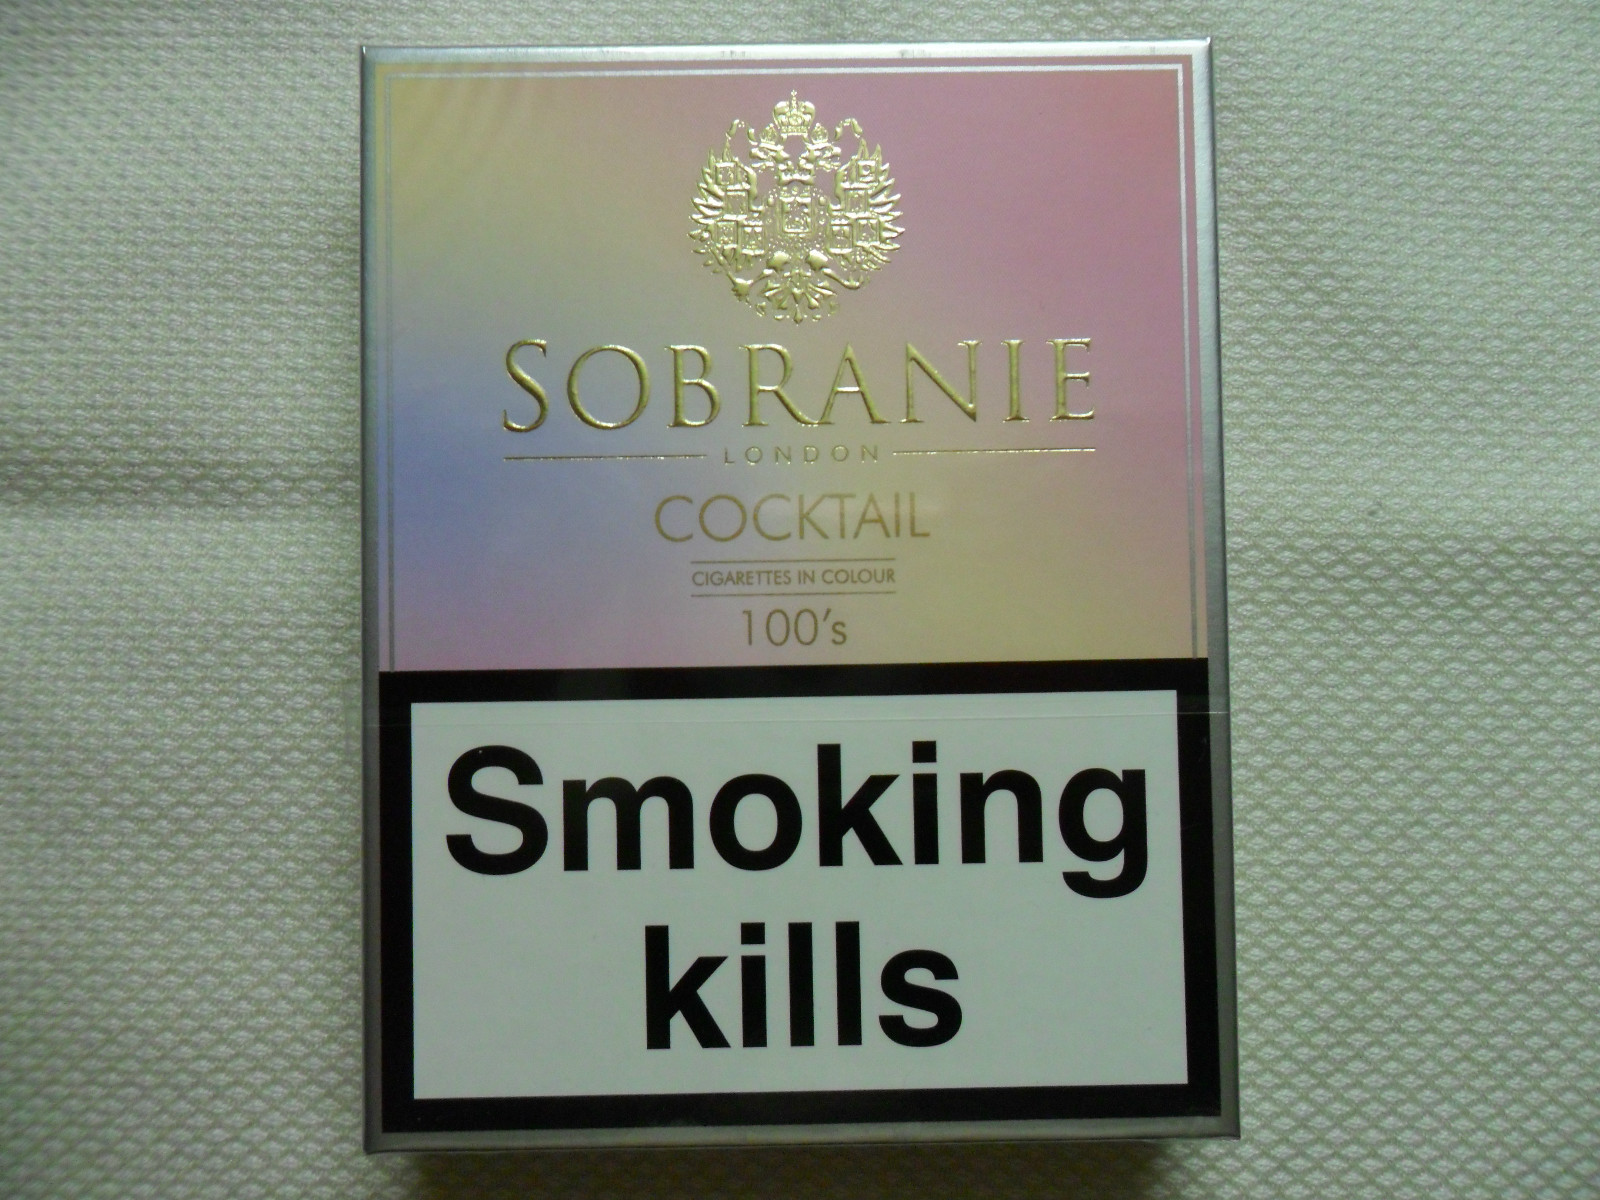 SOBRANIE
LONDON
COCKTAIL
CIGARETTES IN COLOUR
100's
Smoking
kills